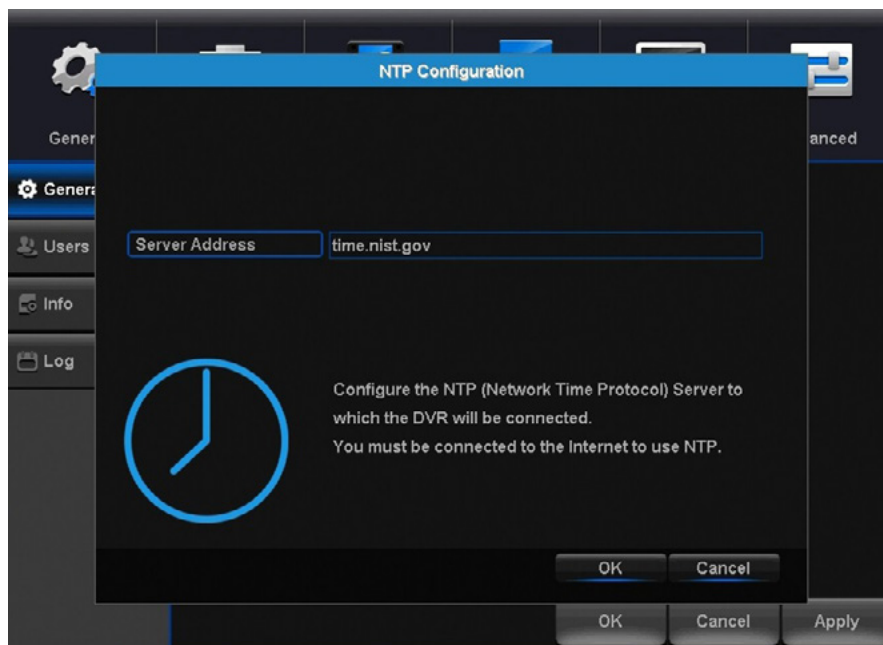 NTP Configuration
Gener
anced
Genera
Users
Info
Log
Server Address
time.nist.gov
Configure the NTP (Network Time Protocol) Server to
which the DVR will be connected.
You must be connected to the Internet to use NTP.
OK Cancel
OK Cancel Apply